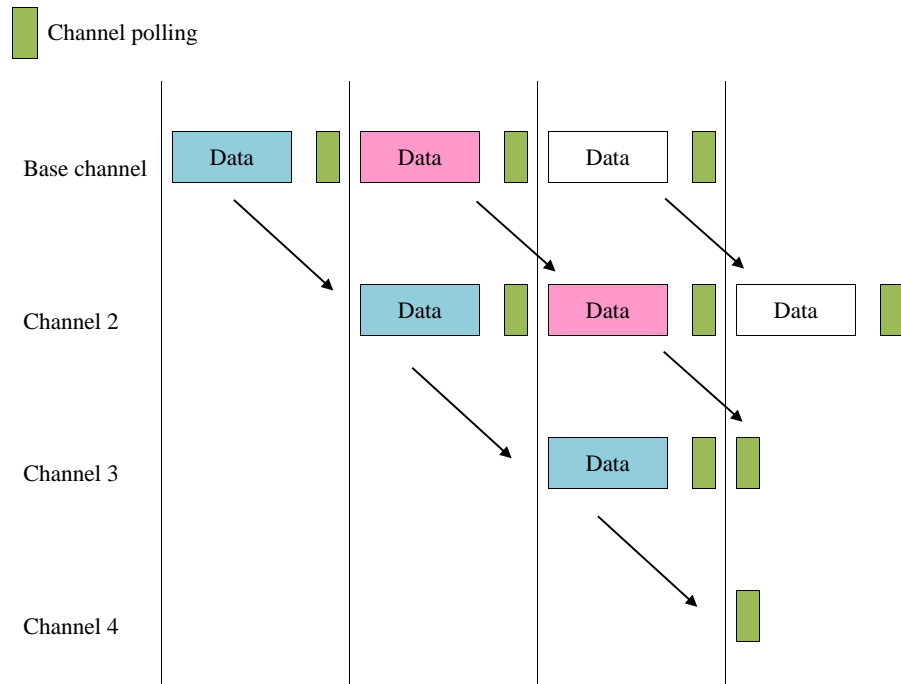 Channel polling
Base channel
Data
Data
Data
Channel 2
Data
Data
Data
Channel 3
Data
Channel 4